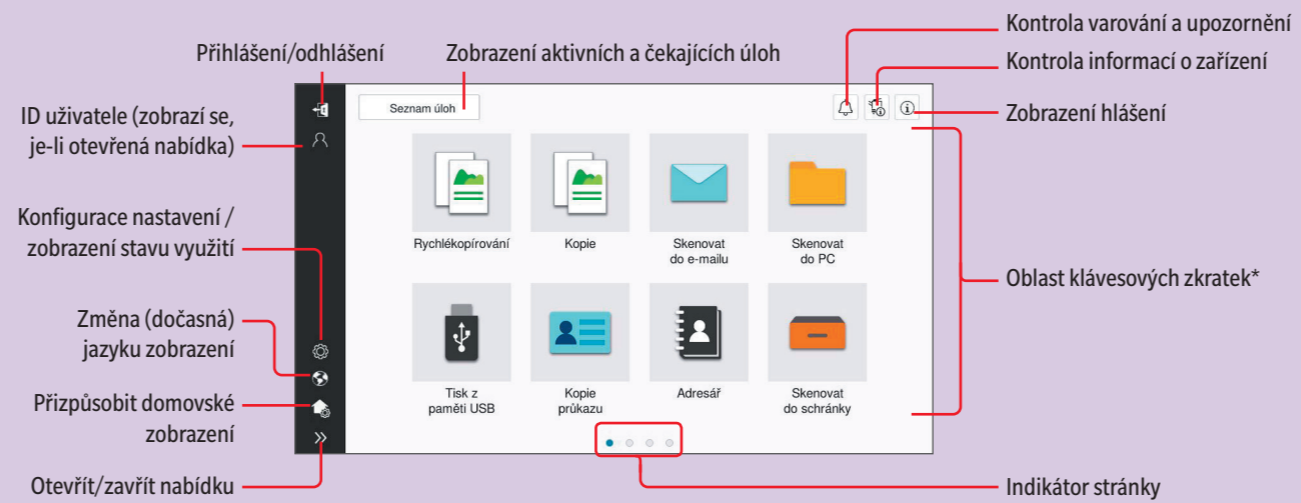 Přihlášení/odhlášení
Zobrazení aktivních a čekajících úloh
Kontrola varování a upozornění
Kontrola informací o zařízení
Zobrazení hlášení
ID uživatele (zobrazí se,
je-li otevřená nabídka)
Konfigurace nastavení /
zobrazení stavu využití
Změna (dočasná)
jazyku zobrazení
Přizpůsobit domovské
zobrazení
Otevřít/zavřít nabídku
Seznam úloh
Rychlékopírování
Kopie
Skenovat
do e-mailu
Skenovat
do PC
Tisk z
paměti USB
Kopie
průkazu
Adresář
Skenovat
do schránky
Oblast klávesových zkratek*
Indikátor stránky